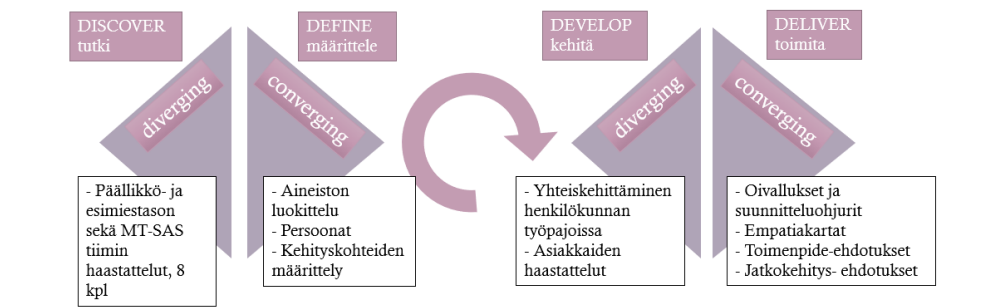 DISCOVER
tutki
diverging
- Päällikkö- ja
esimiestason
sekä MT-SAS
tiimin
haastattelut, 8
kpl
DEFINE
määrittele
converging
- Aineiston
luokittelu
- Persoonat
- Kehityskohteiden
määrittely
DEVELOP
kehitä
diverging
- Yhteiskehittäminen
henkilökunnan
työpajoissa
- Asiakkaiden
haastattelut
DELIVER
toimita
converging
- Oivallukset ja
suunnitteluohjurit
- Empatiakartat
- Toimenpide-ehdotukset
- Jatkokehitys- ehdotukset